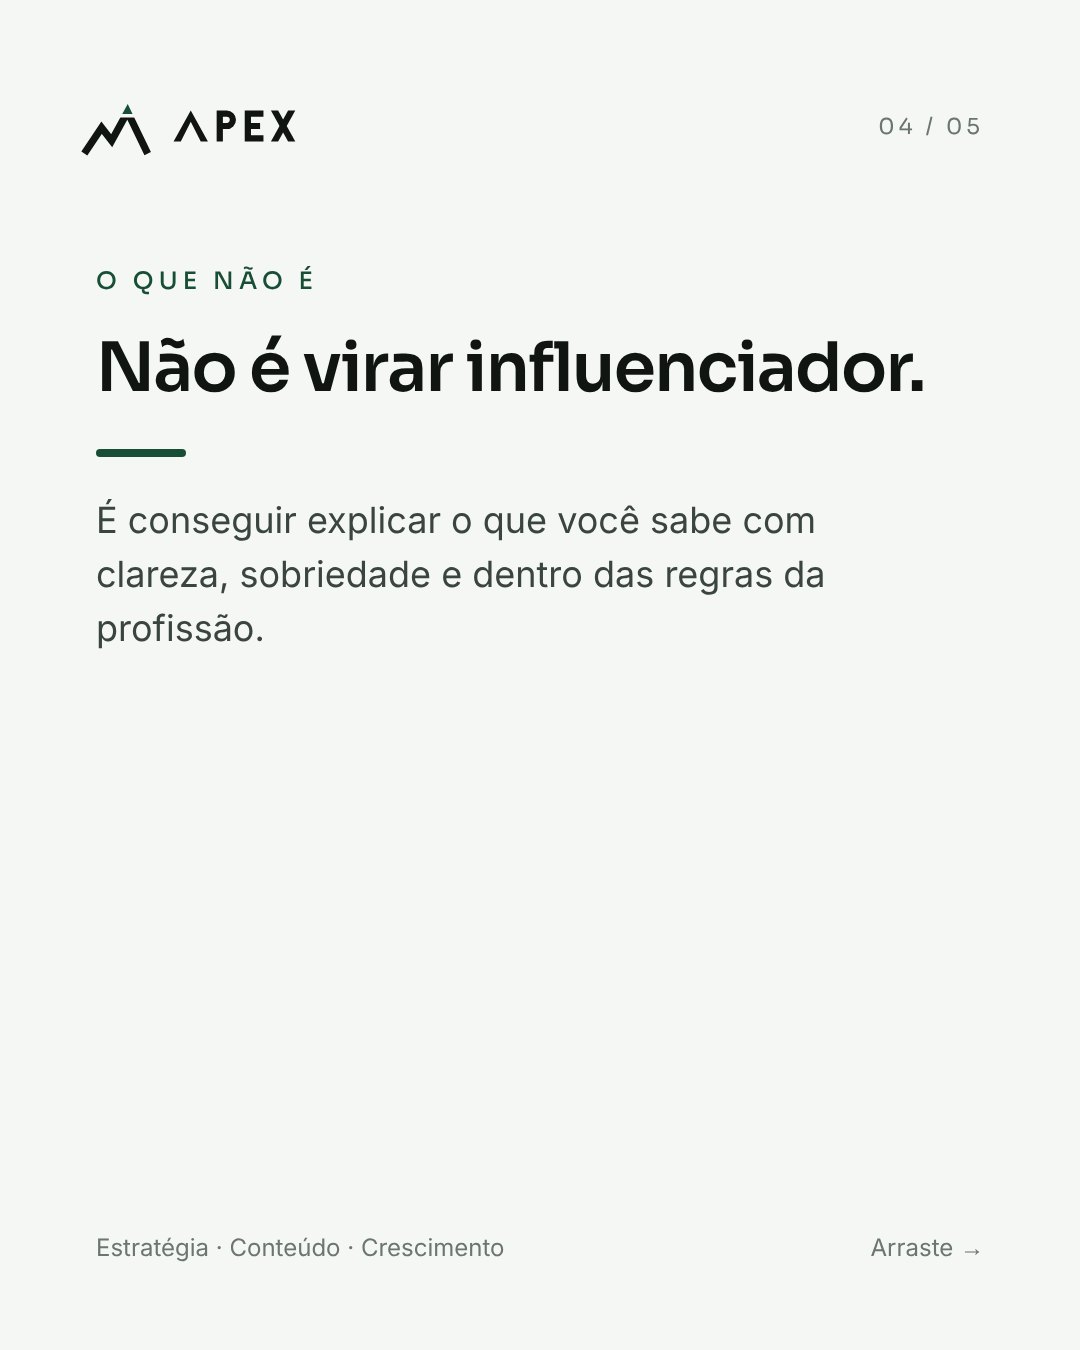 APEX
04 / 05
O QUE NÃO É
Não é virar influenciador.
É conseguir explicar o que você sabe com
clareza, sobriedade e dentro das regras da
profissão.
Estratégia · Conteúdo · Crescimento
Arraste →